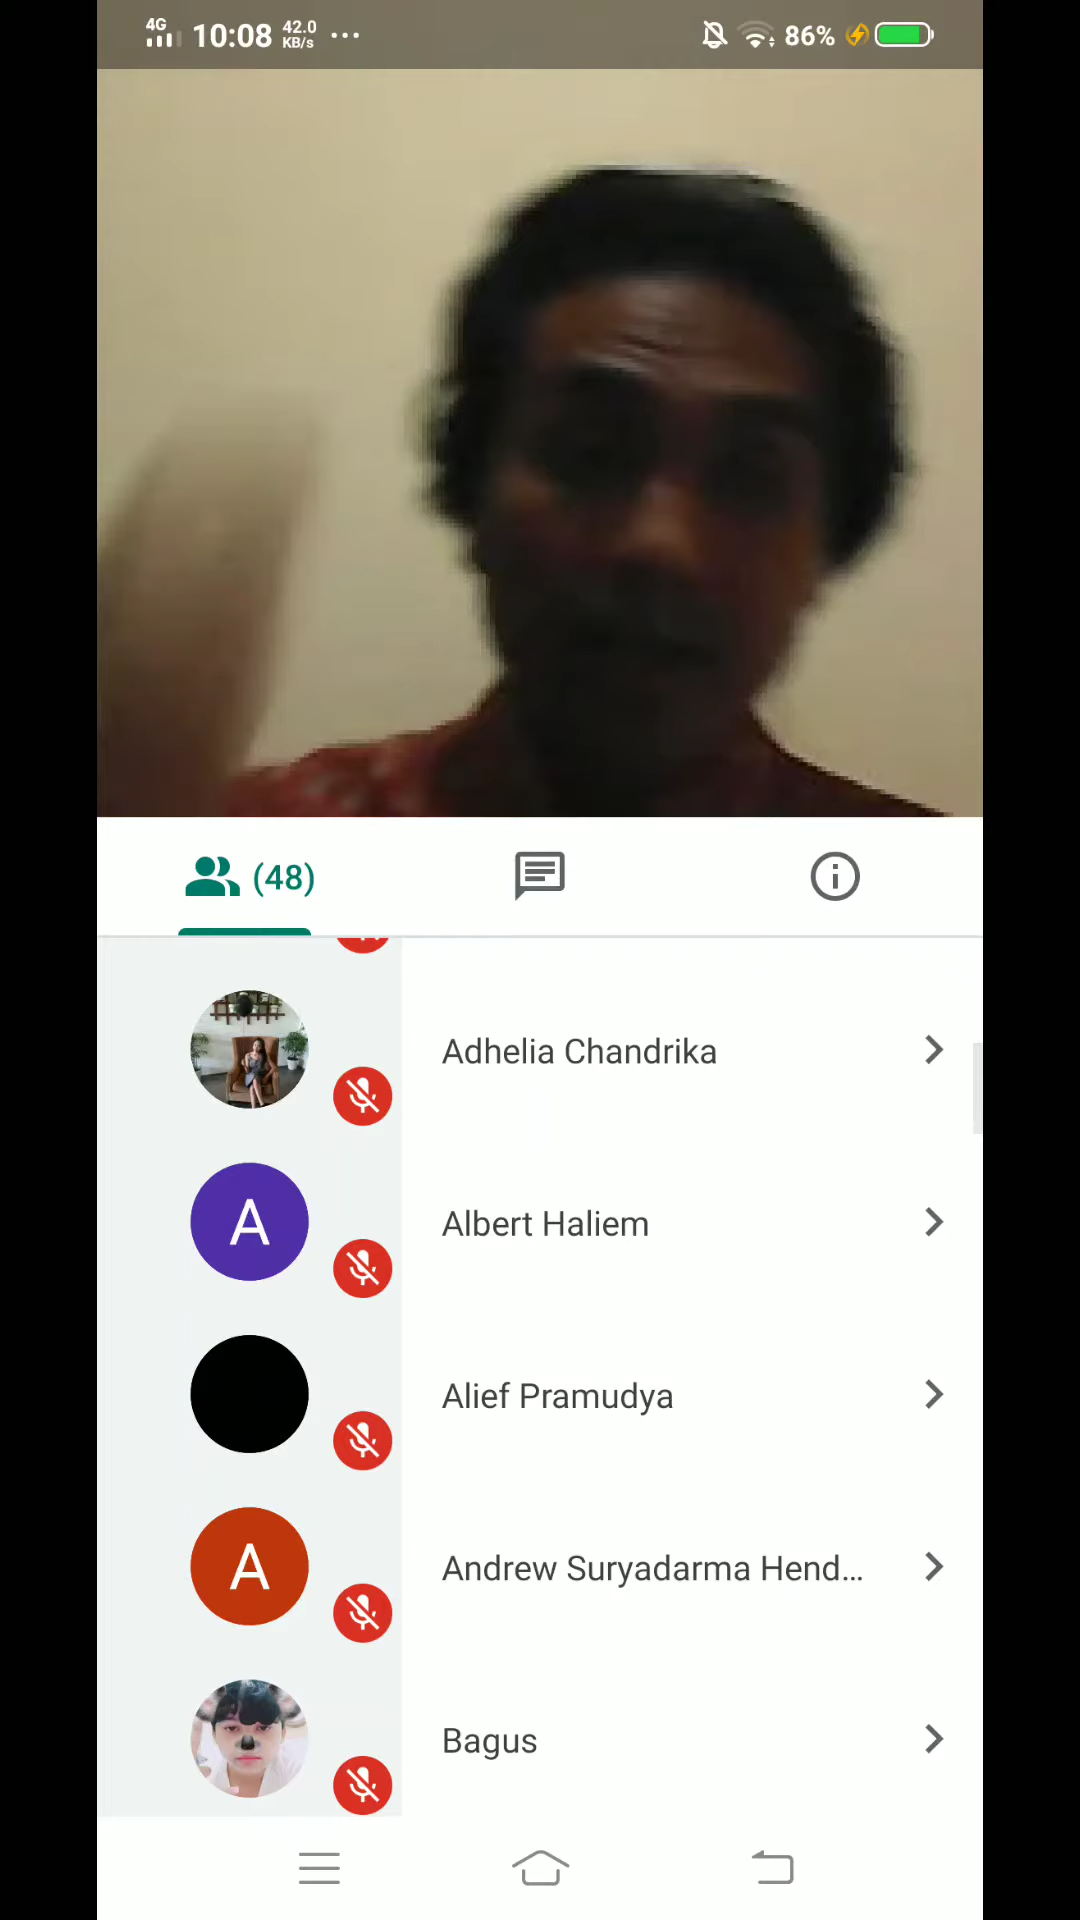 4G 10:08 42.0 KB/s ... 86%
(48)
Adhelia Chandrika
A Albert Haliem
Alief Pramudya
A Andrew Suryadarma Hend...
Bagus